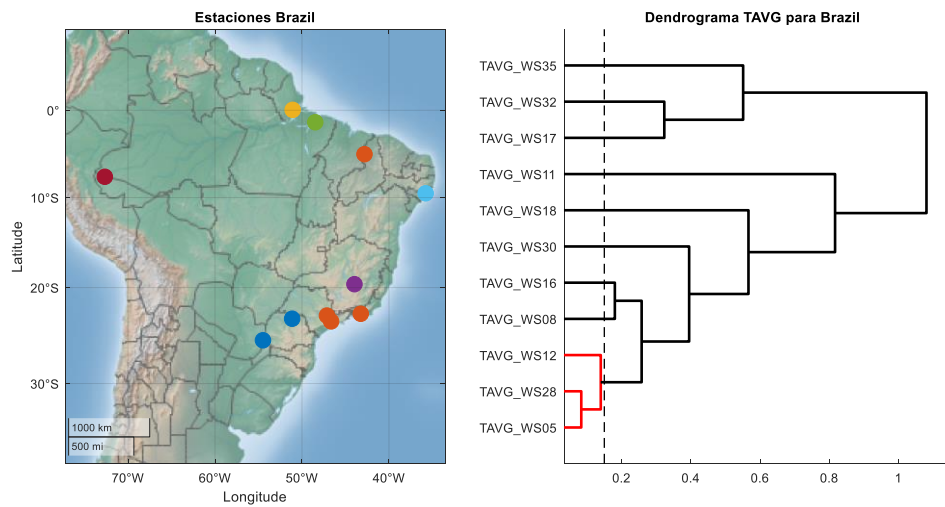 Estaciones Brazil
0°
10°S
20°S
30°S
Latitude
1000 km
500 mi
70°W
60°W
50°W
40°W
Longitude
Dendrograma TAVG para Brazil
TAVG_WS35
TAVG_WS32
TAVG_WS17
TAVG_WS11
TAVG_WS18
TAVG_WS30
TAVG_WS16
TAVG_WS08
TAVG_WS12
TAVG_WS28
TAVG_WS05
0.2
0.4
0.6
0.8
1